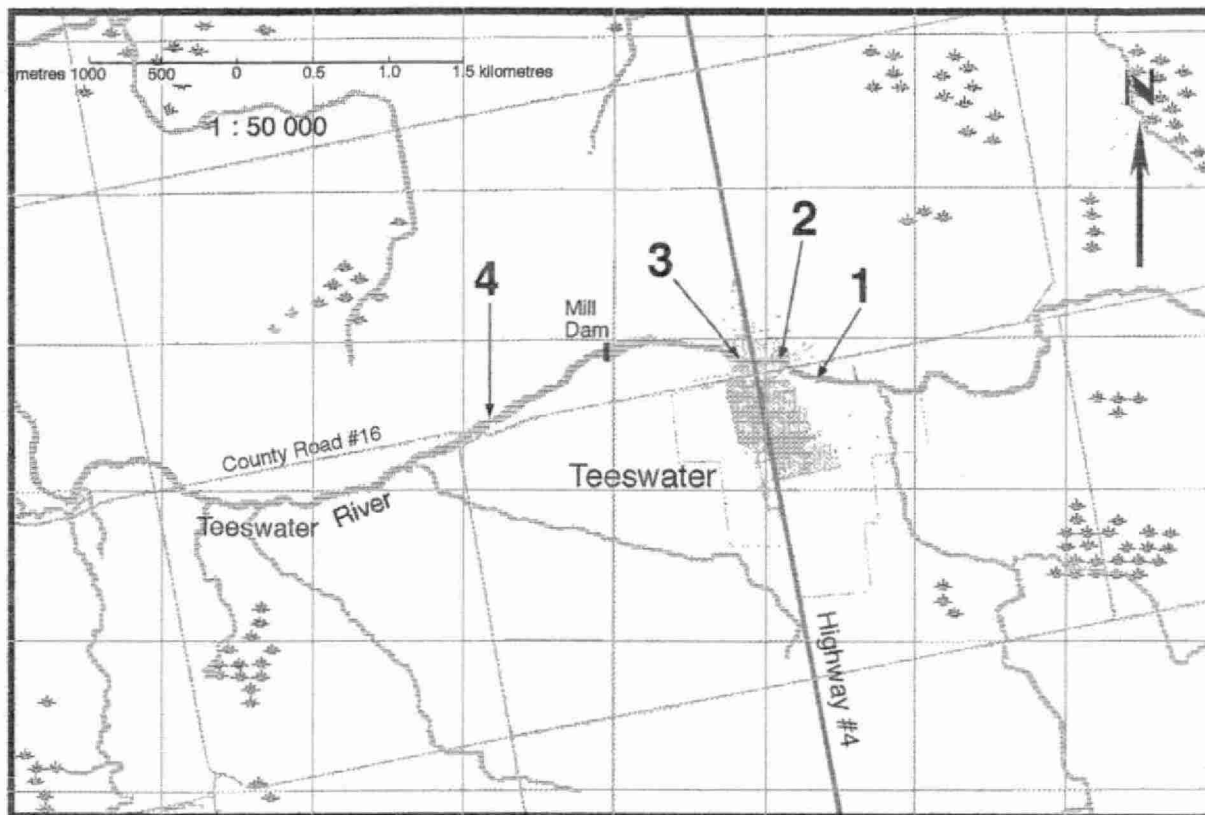 metres 1000 500 0 0.5 1.0 1.5 kilometres
1 : 50 000
N
2
3
1
4
Mill
Dam
County Road #16
Teeswater
Teeswater River
Highway #4